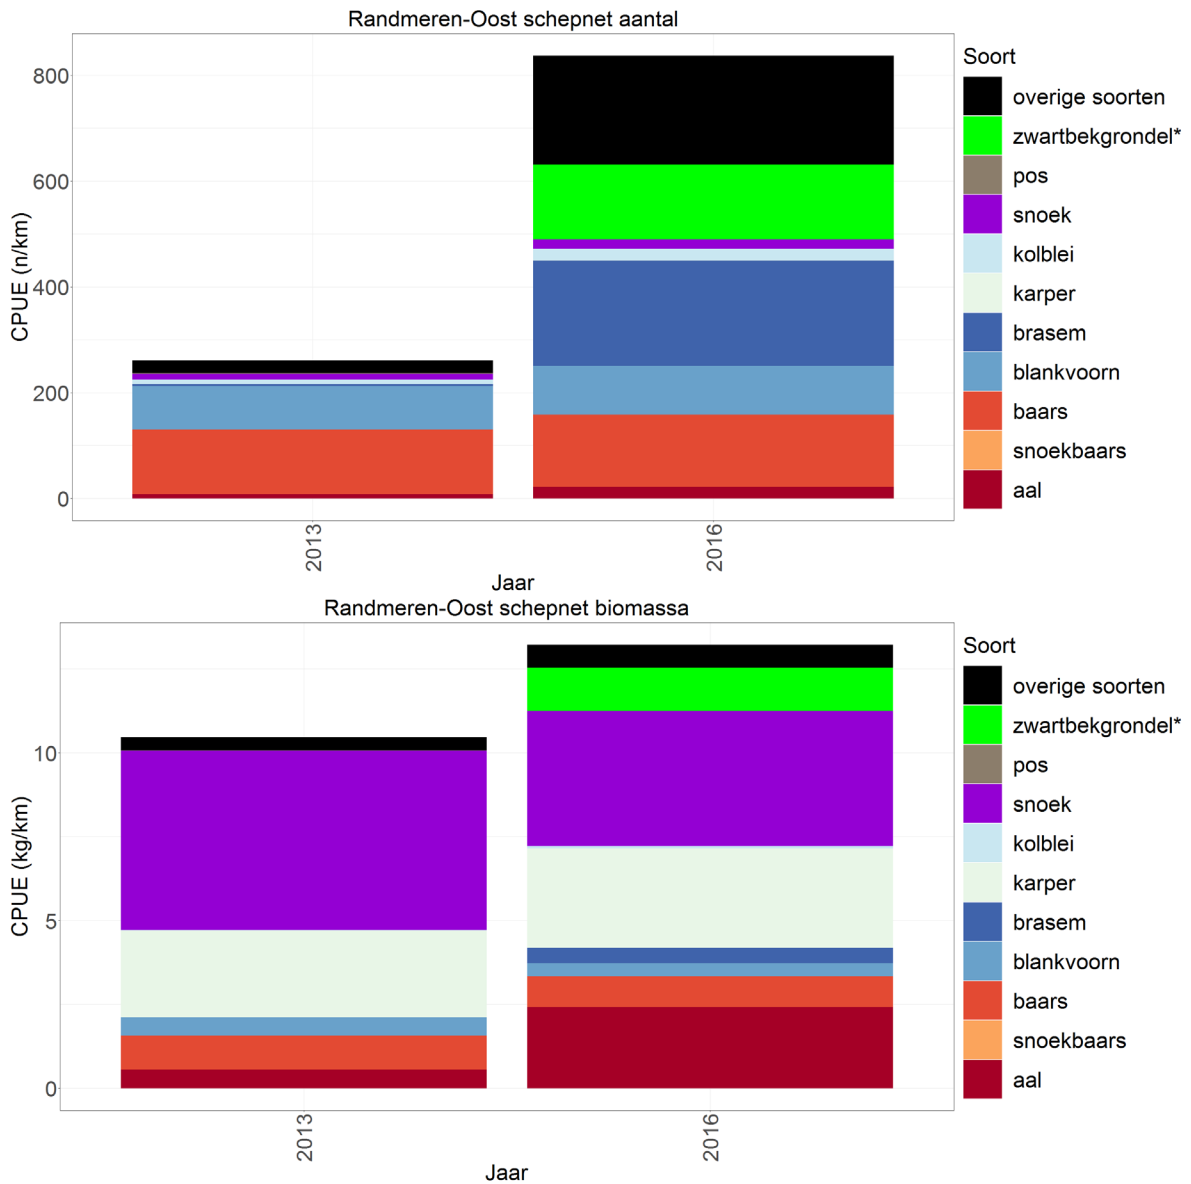 Randmeren-Oost schepnet aantal
CPUE (n/km)
800
600
400
200
0
2013
2016
Jaar
Soort
overige soorten
zwartbekgrondel*
pos
snoek
kolblei
karper
brasem
blankvoorn
baars
snoekbaars
aal
Randmeren-Oost schepnet biomassa
CPUE (kg/km)
10
5
0
2013
2016
Jaar
Soort
overige soorten
zwartbekgrondel*
pos
snoek
kolblei
karper
brasem
blankvoorn
baars
snoekbaars
aal